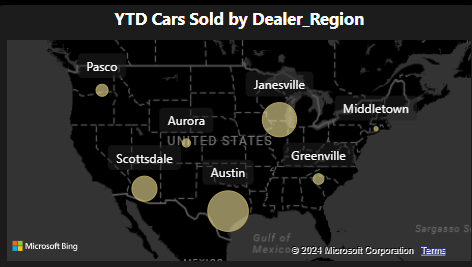 YTD Cars Sold by Dealer_Region
Pasco
Janesville
Middletown
Aurora
UNITED STATES
Greenville
Scottsdale
Austin
Sargasso S
Gulf of
Mexico
Microsoft Bing
© 2024 Microsoft Corporation Terms
MEXICO